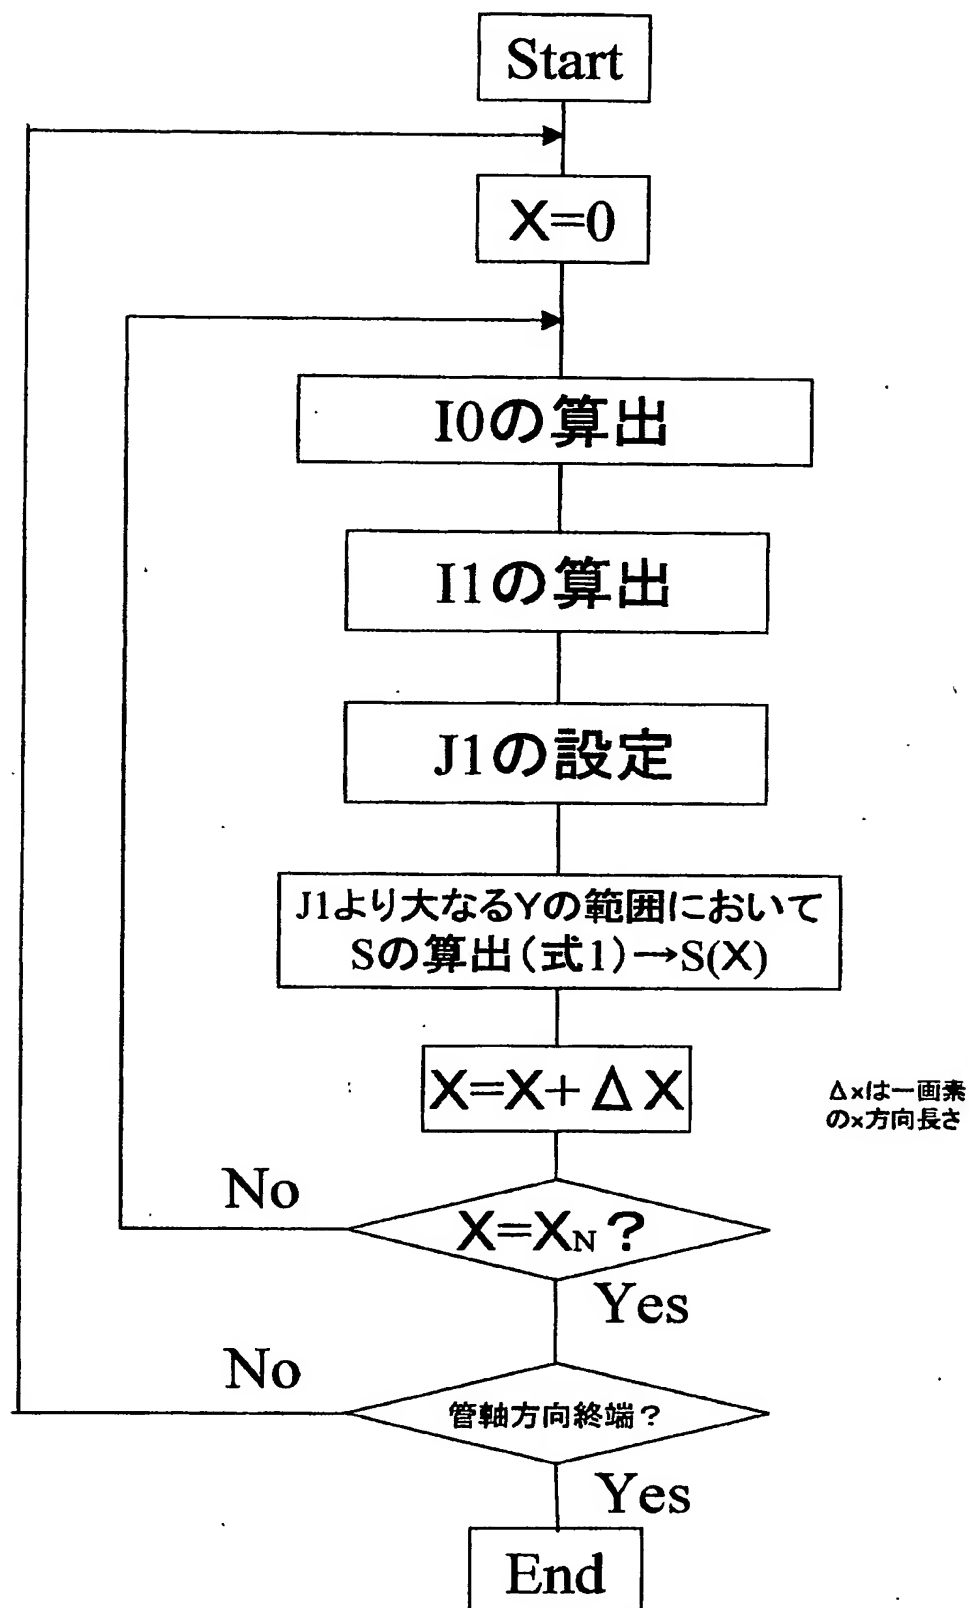 Start
X=0
I0の算出
I1の算出
J1の設定
J1より大なるYの範囲において
Sの算出(式1)→S(X)
X=X+ΔX
Δxは一画素
のx方向長さ
No
X=XN?
Yes
No
管軸方向終端?
Yes
End